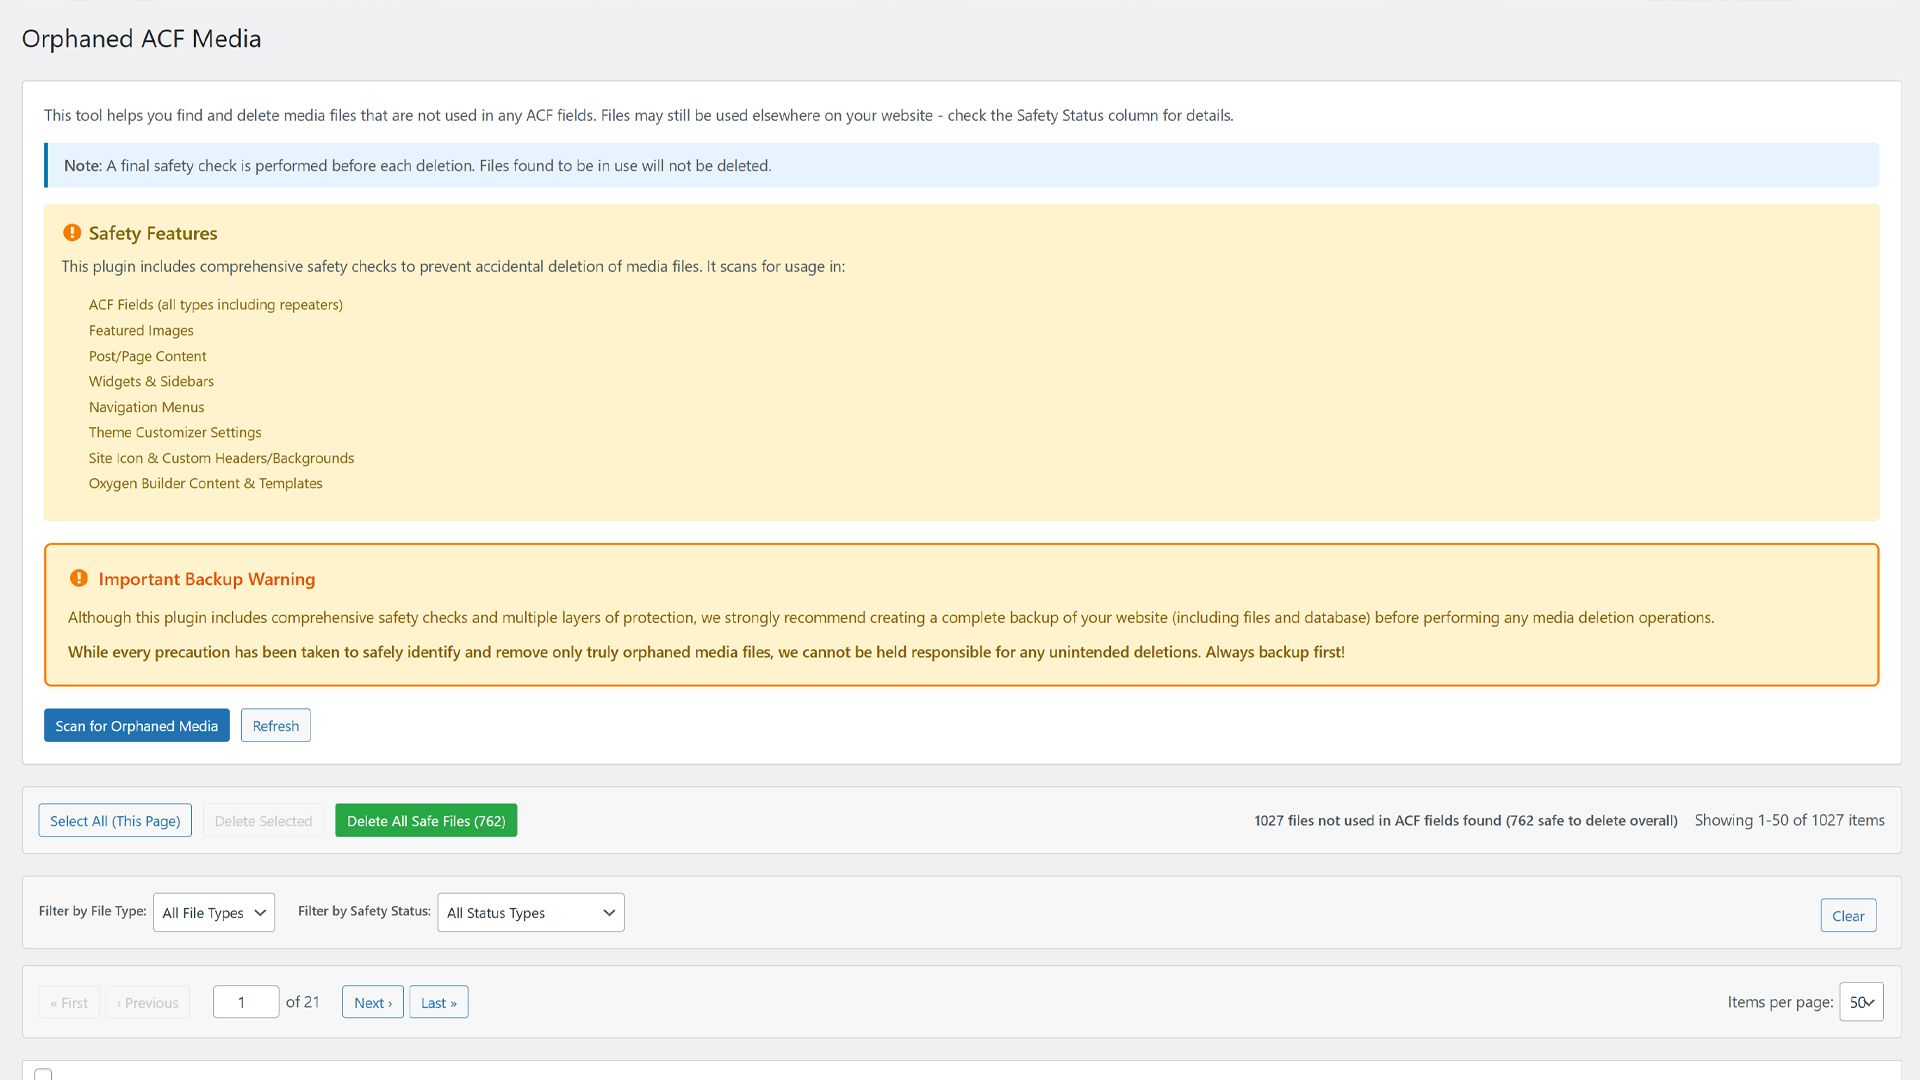 Orphaned ACF Media
This tool helps you find and delete media files that are not used in any ACF fields. Files may still be used elsewhere on your website - check the Safety Status column for details.
Note: A final safety check is performed before each deletion. Files found to be in use will not be deleted.
Safety Features
This plugin includes comprehensive safety checks to prevent accidental deletion of media files. It scans for usage in:
ACF Fields (all types including repeaters)
Featured Images
Post/Page Content
Widgets & Sidebars
Navigation Menus
Theme Customizer Settings
Site Icon & Custom Headers/Backgrounds
Oxygen Builder Content & Templates
Important Backup Warning
Although this plugin includes comprehensive safety checks and multiple layers of protection, we strongly recommend creating a complete backup of your website (including files and database) before performing any media deletion operations.
While every precaution has been taken to safely identify and remove only truly orphaned media files, we cannot be held responsible for any unintended deletions. Always backup first!
Scan for Orphaned Media Refresh
Select All (This Page) Delete Selected Delete All Safe Files (762) 1027 files not used in ACF fields found (762 safe to delete overall) Showing 1-50 of 1027 items
Filter by File Type: All File Types Filter by Safety Status: All Status Types Clear
« First ‹ Previous 1 of 21 Next › Last » Items per page: 50